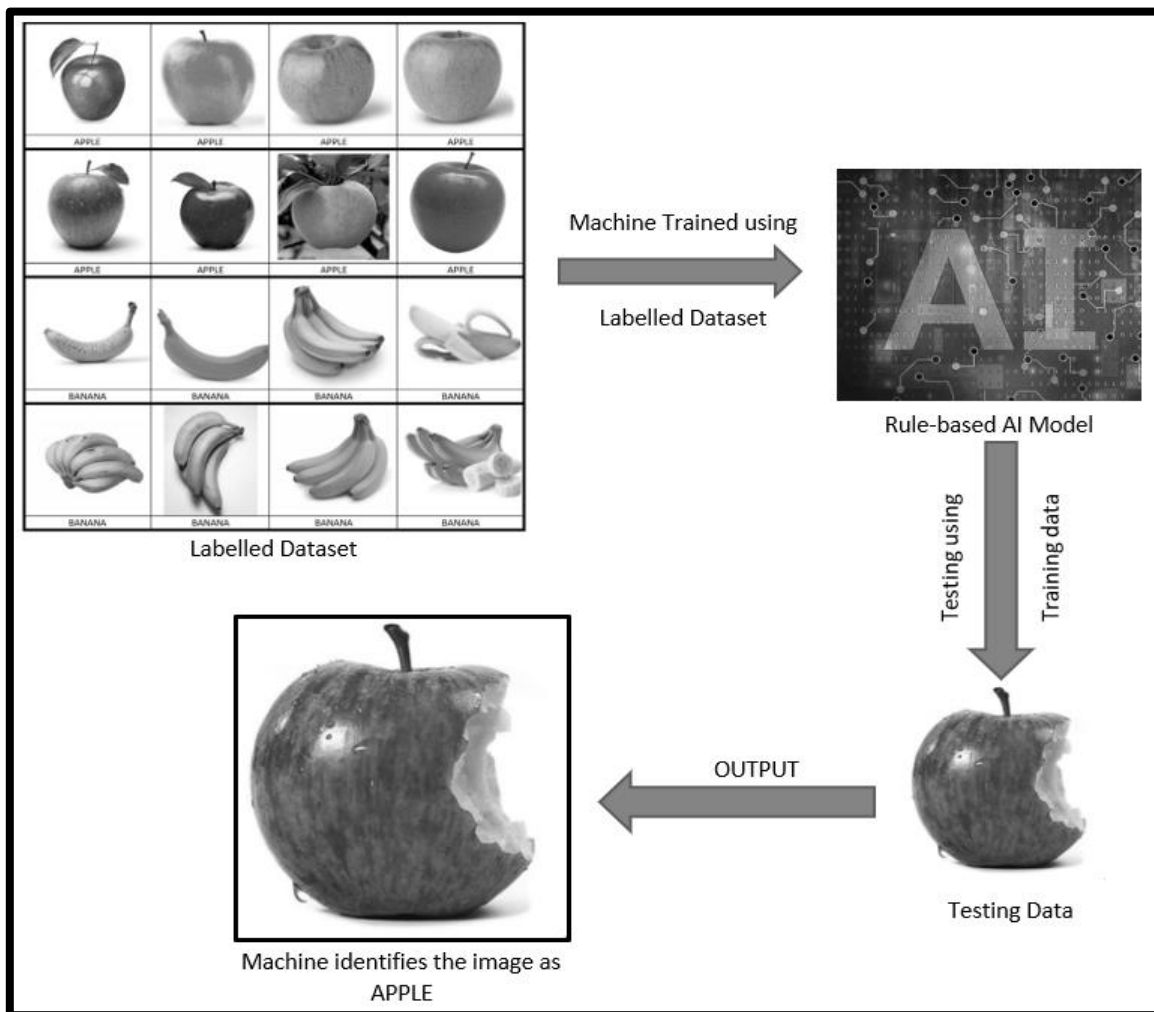 APPLE APPLE APPLE APPLE
APPLE APPLE APPLE APPLE
BANANA BANANA BANANA BANANA
BANANA BANANA BANANA BANANA
Labelled Dataset
Machine Trained using
Labelled Dataset
AI
Rule-based AI Model
Testing using
Training data
Testing Data
OUTPUT
Machine identifies the image as
APPLE